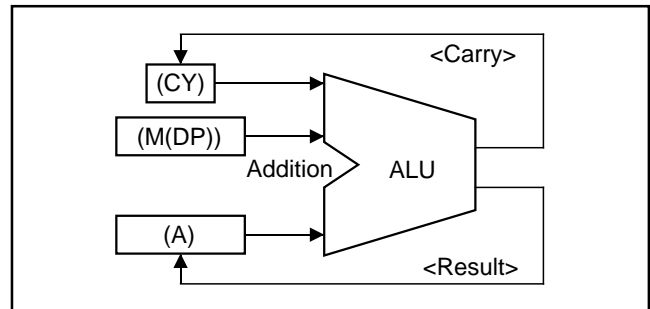 <Carry>
(CY)
(M(DP))
Addition
ALU
(A)
<Result>